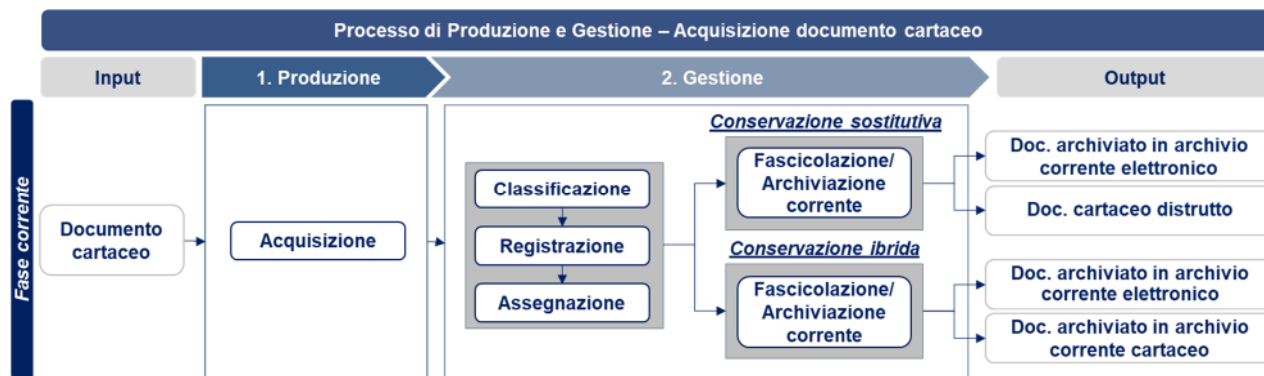 Processo di Produzione e Gestione – Acquisizione documento cartaceo
Input
1. Produzione
2. Gestione
Output
Fase corrente
Documento
cartaceo
Acquisizione
Classificazione
Registrazione
Assegnazione
Conservazione sostitutiva
Fascicolazione/
Archiviazione
corrente
Conservazione ibrida
Fascicolazione/
Archiviazione
corrente
Doc. archiviato in archivio
corrente elettronico
Doc. cartaceo distrutto
Doc. archiviato in archivio
corrente elettronico
Doc. archiviato in archivio
corrente cartaceo